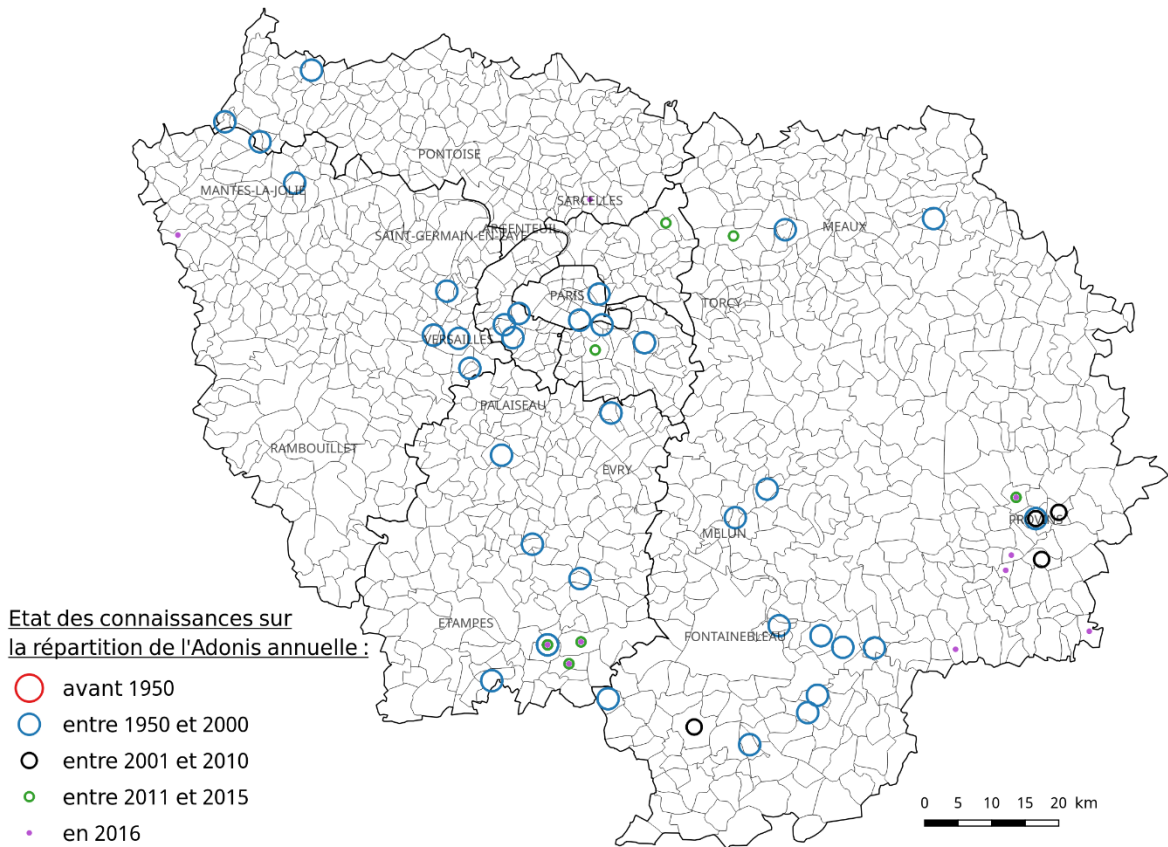 PONTOISE
MANTES-LA-JOLIE
SARCELLES
ARGENTEUIL
SAINT-GERMAIN-EN-LAYE
MEAUX
PARIS
TORCY
VERSAILLES
PALAISEAU
RAMBOUILLET
EVRY
PROVINS
MELUN
ETAMPES
FONTAINEBLEAU
Etat des connaissances sur
la répartition de l'Adonis annuelle :
avant 1950
entre 1950 et 2000
entre 2001 et 2010
entre 2011 et 2015
en 2016
0 5 10 15 20 km